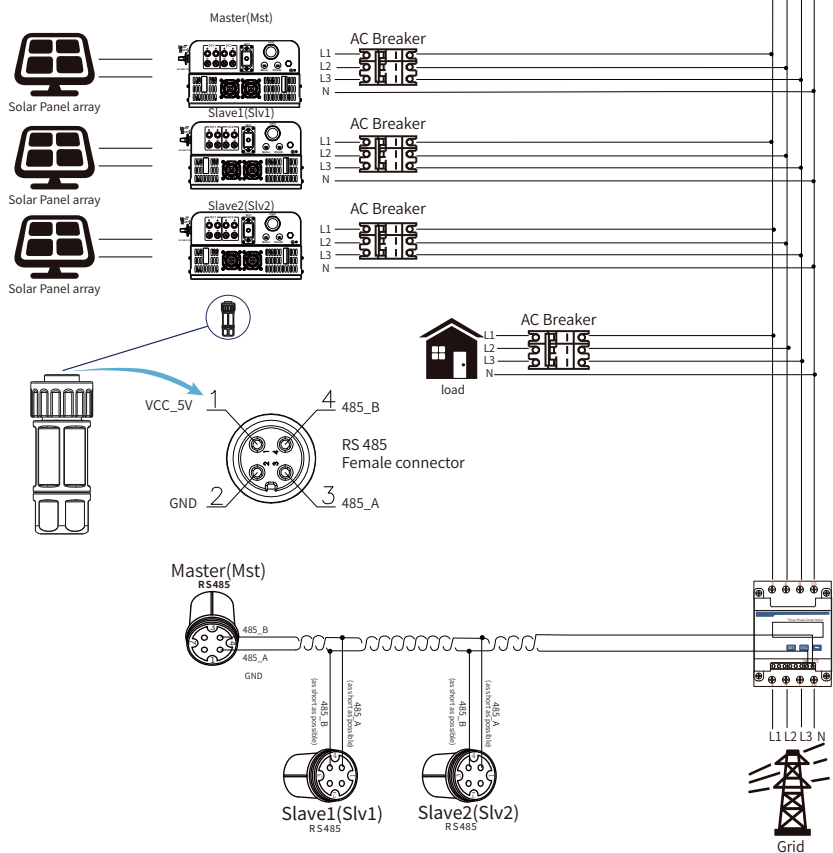 Master(Mst)
Solar Panel array
L1
L2
L3
N
AC Breaker
Slave1(Slv1)
Solar Panel array
L1
L2
L3
N
AC Breaker
Slave2(Slv2)
Solar Panel array
L1
L2
L3
N
AC Breaker
load
L1
L2
L3
N
AC Breaker
VCC_5V
1
4
485_B
RS 485
Female connector
GND
2
3
485_A
1
4
2
3
Master(Mst)
RS485
485_B
485_A
GND
485_B
(as short as possible)
485_A
(as short as possible)
485_B
(as short as possible)
485_A
(as short as possible)
Slave1(Slv1)
RS485
Slave2(Slv2)
RS485
L1 L2 L3 N
Grid